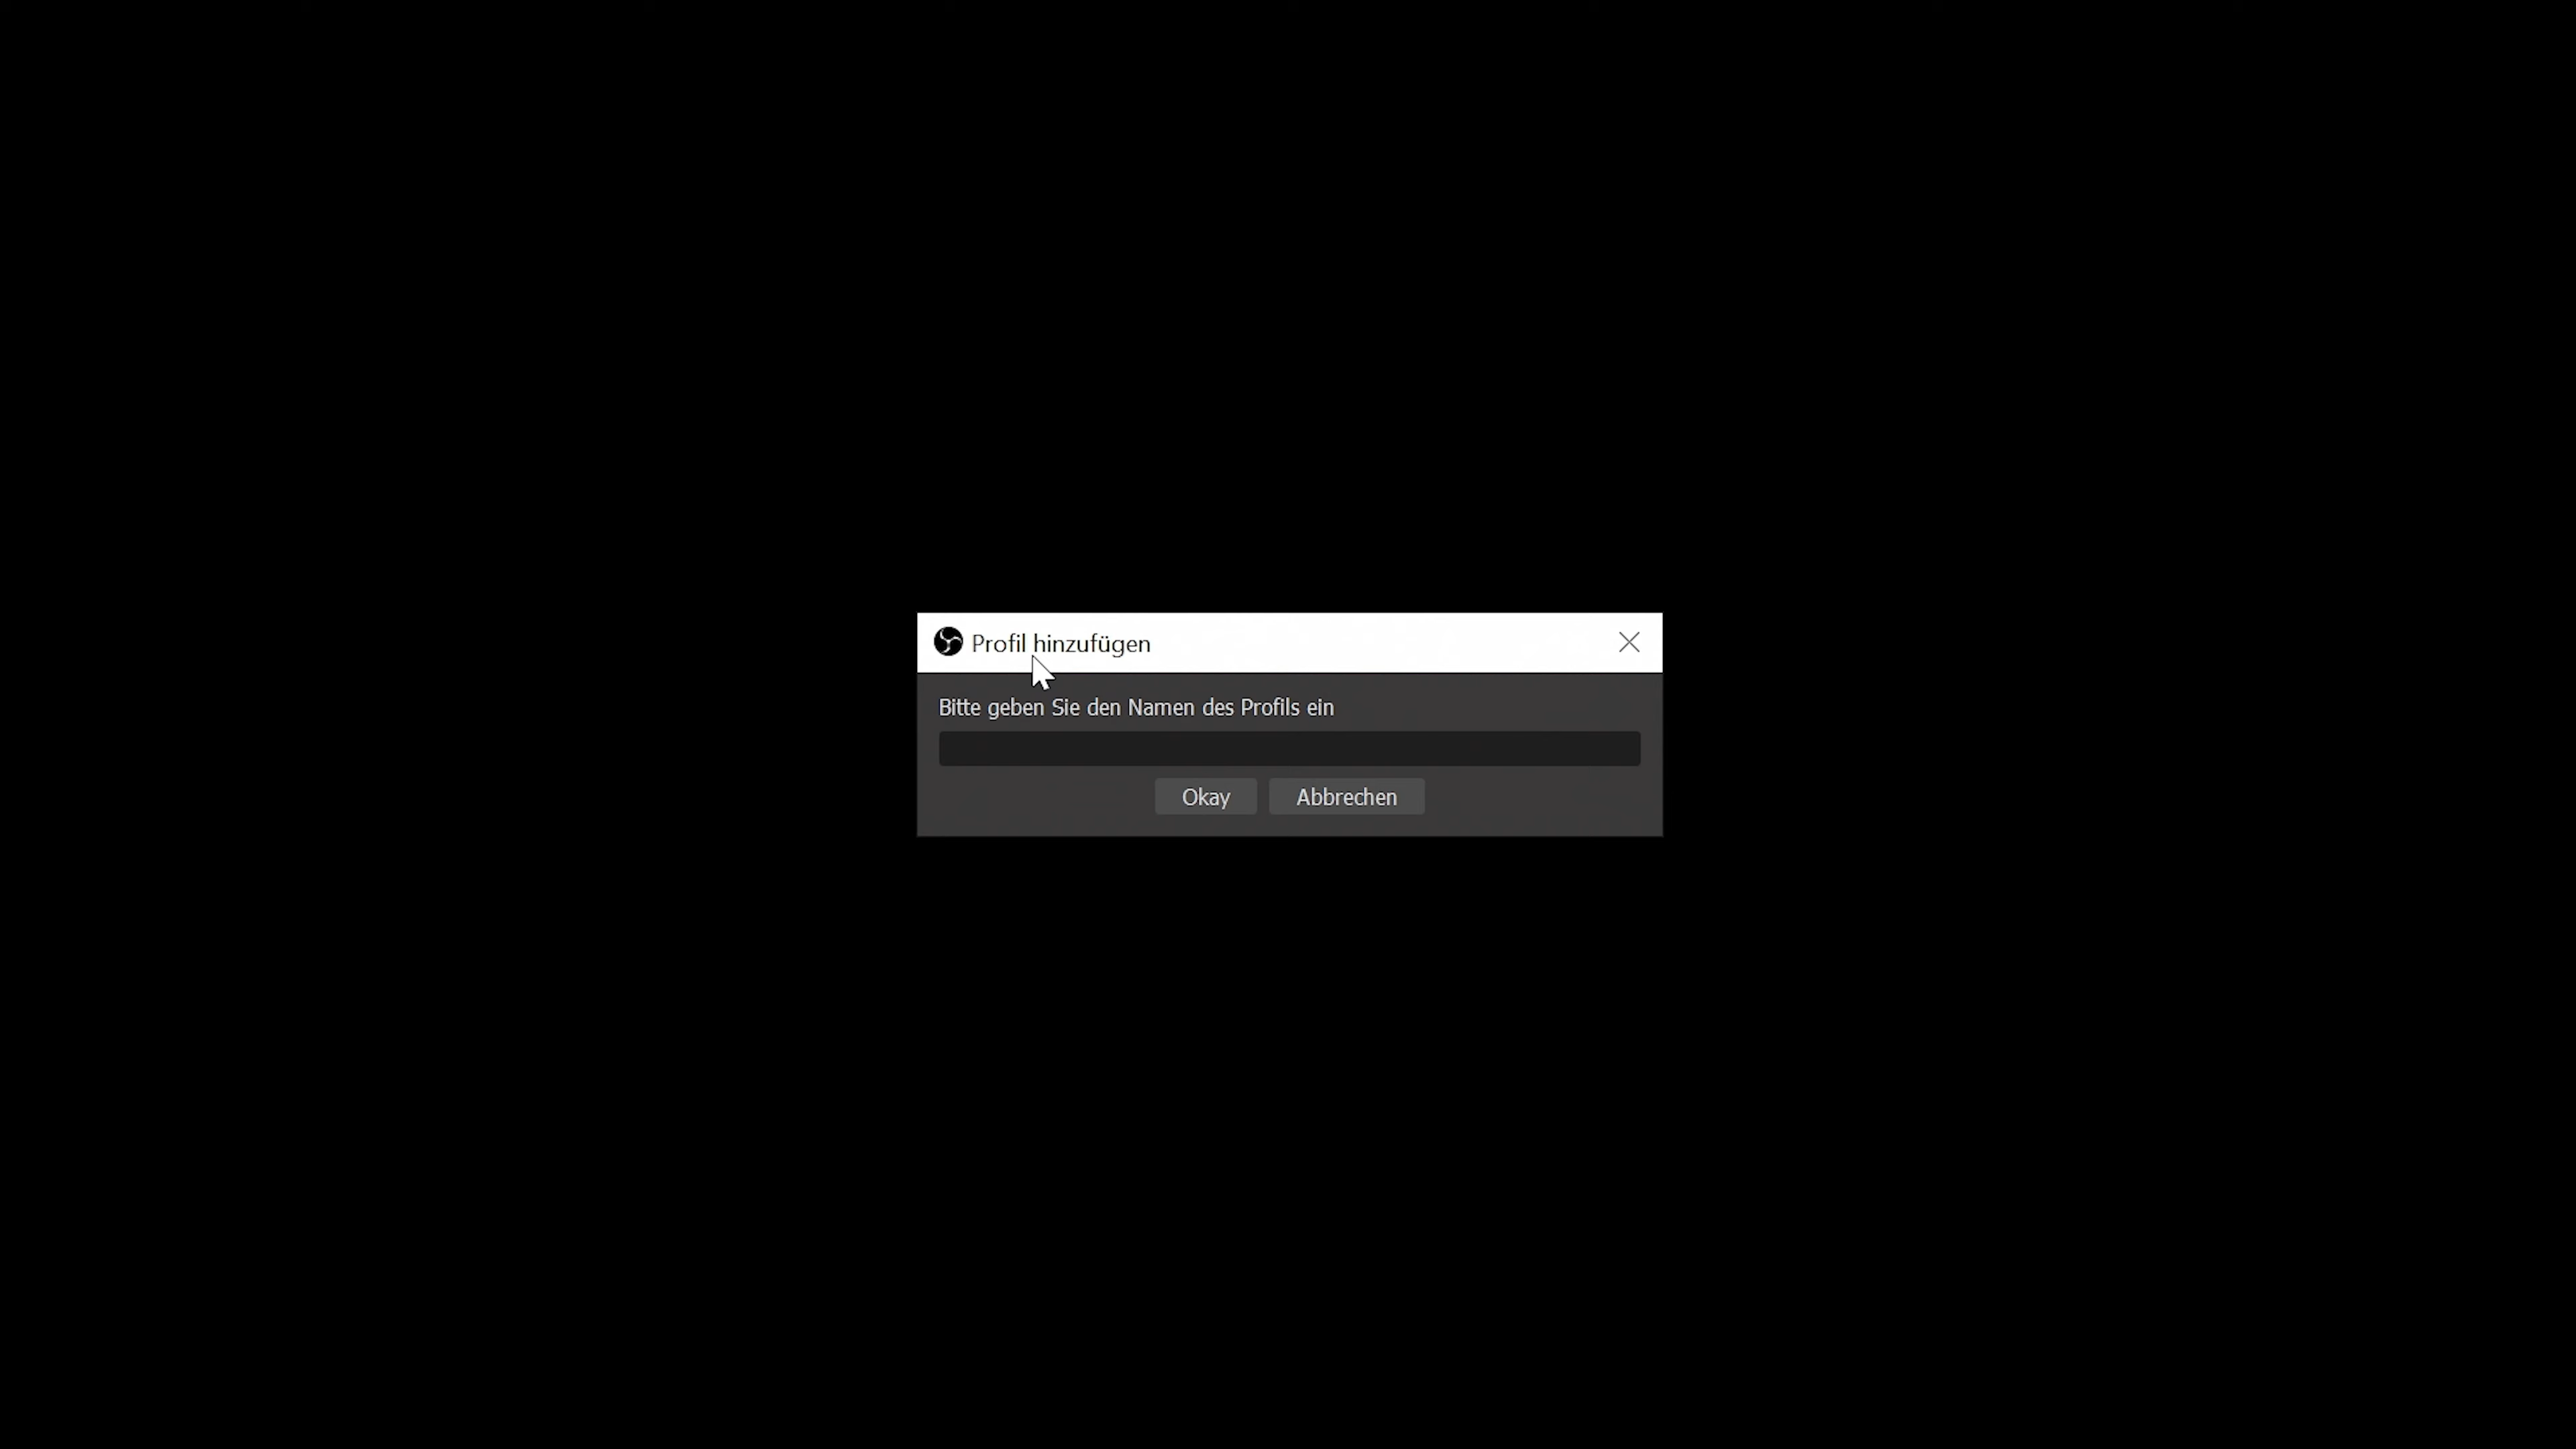 Profil hinzufügen
Bitte geben Sie den Namen des Profils ein
Okay Abbrechen